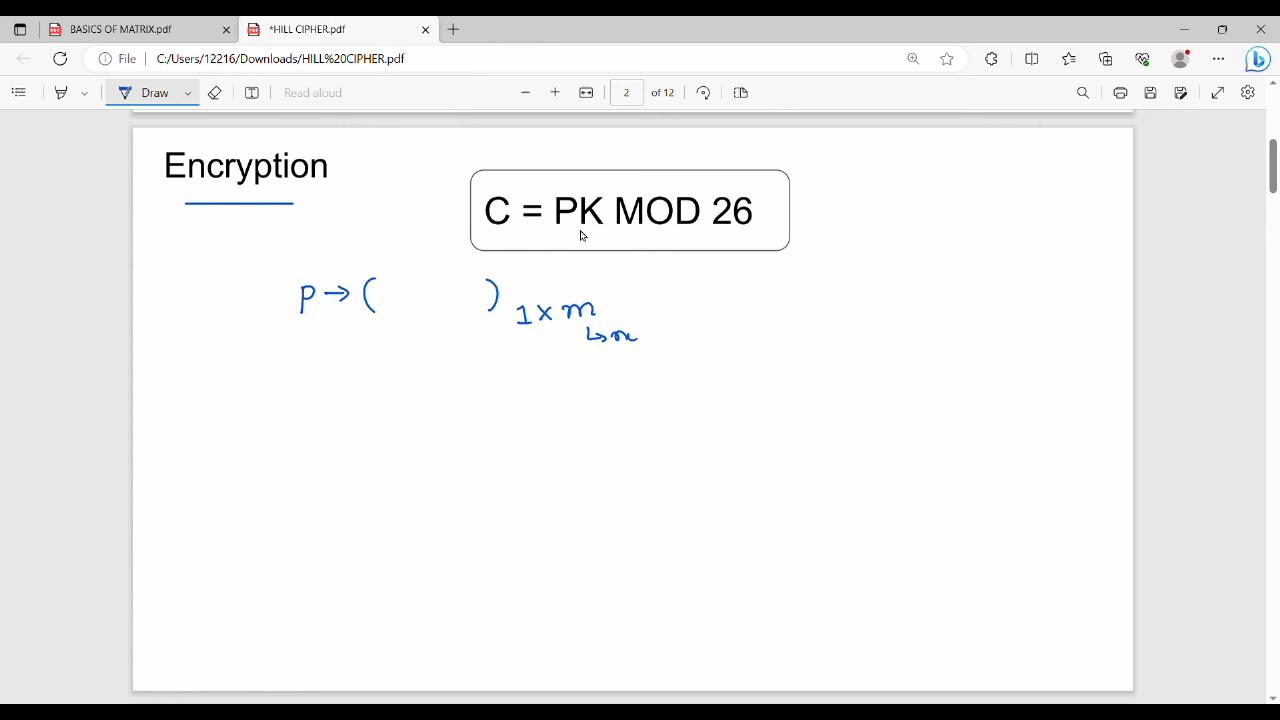 BASICS OF MATRIX.pdf
*HILL CIPHER.pdf
File C:/Users/12216/Downloads/HILL%20CIPHER.pdf
Draw Read aloud 2 of 12
Encryption
C = PK MOD 26
P → ( ) 1 x m
↳ n